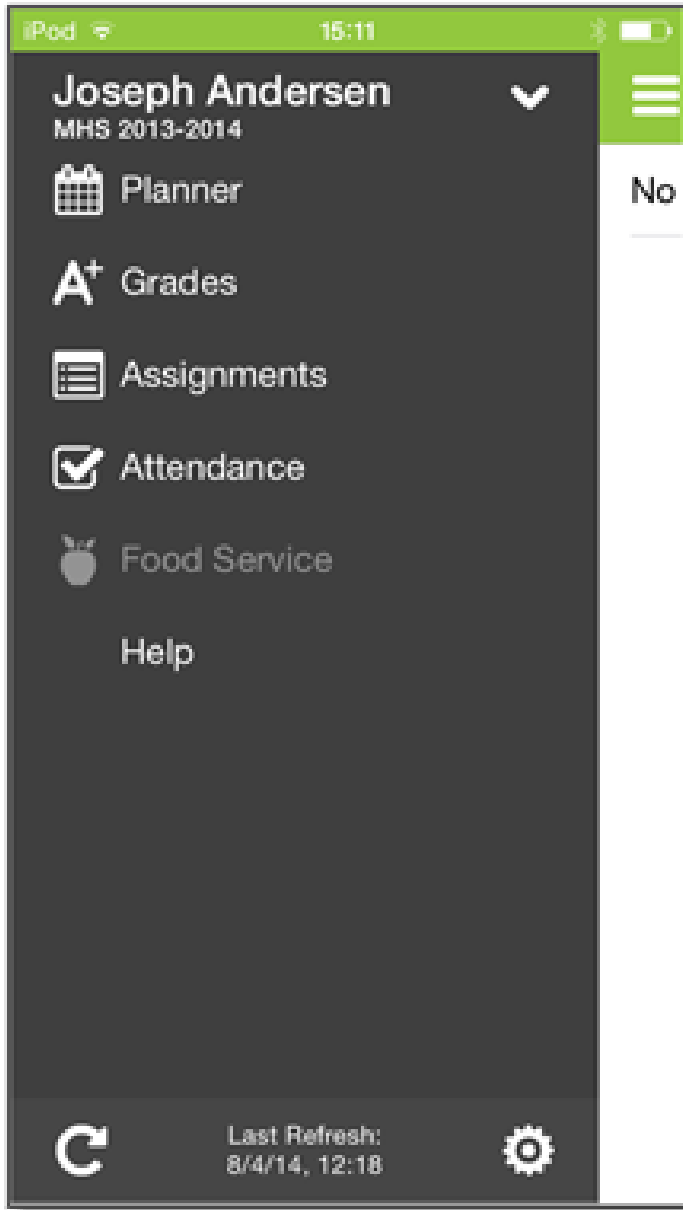 iPod 15:11
Joseph Andersen
MHS 2013-2014
Planner
A+ Grades
Assignments
Attendance
Food Service
Help
No
Last Refresh:
8/4/14, 12:18